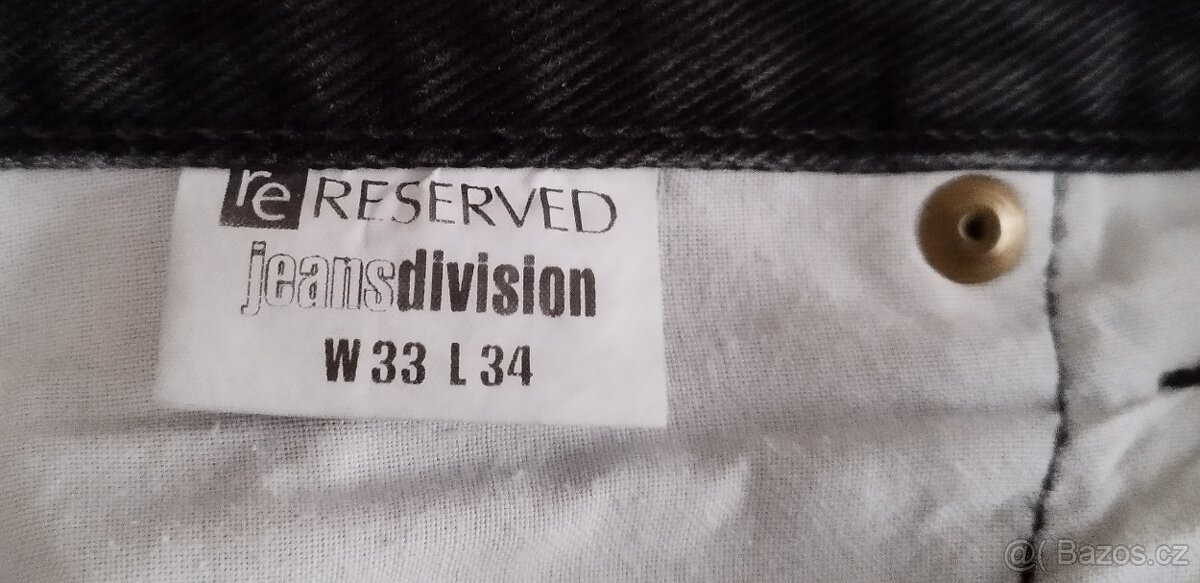 re RESERVED
jeansdivision
W 33 L 34
@( Bazos.cz